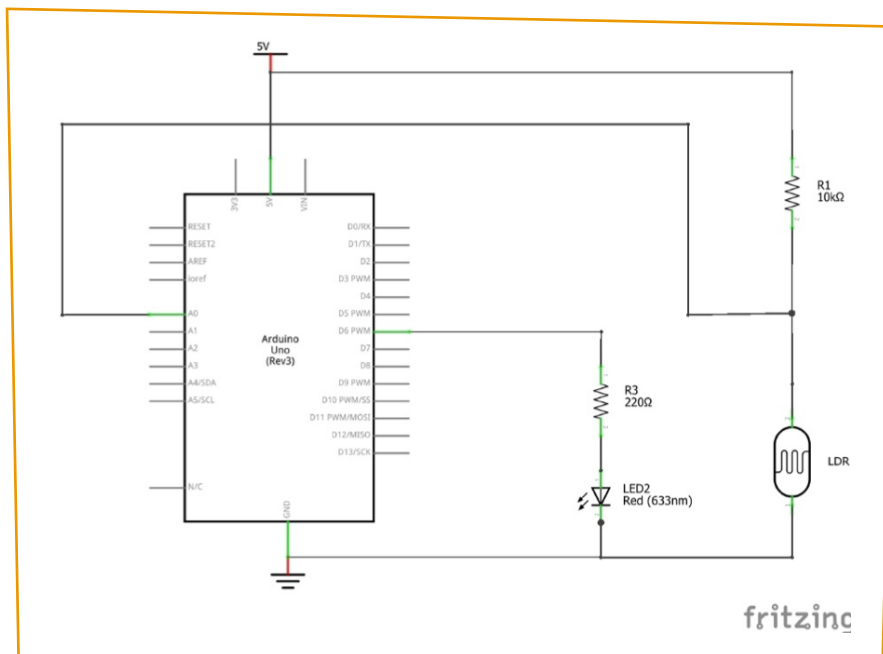 5V
3V3
5V
VIN
RESET
RESET2
AREF
ioref
A0
A1
A2
A3
A4/SDA
A5/SCL
N/C
D0/RX
D1/TX
D2
D3 PWM
D4
D5 PWM
D6 PWM
D7
D8
D9 PWM
D10 PWM/SS
D11 PWM/MOSI
D12/MISO
D13/SCK
GND
Arduino
Uno
(Rev3)
R1
10kΩ
R3
220Ω
LED2
Red (633nm)
LDR
fritzing